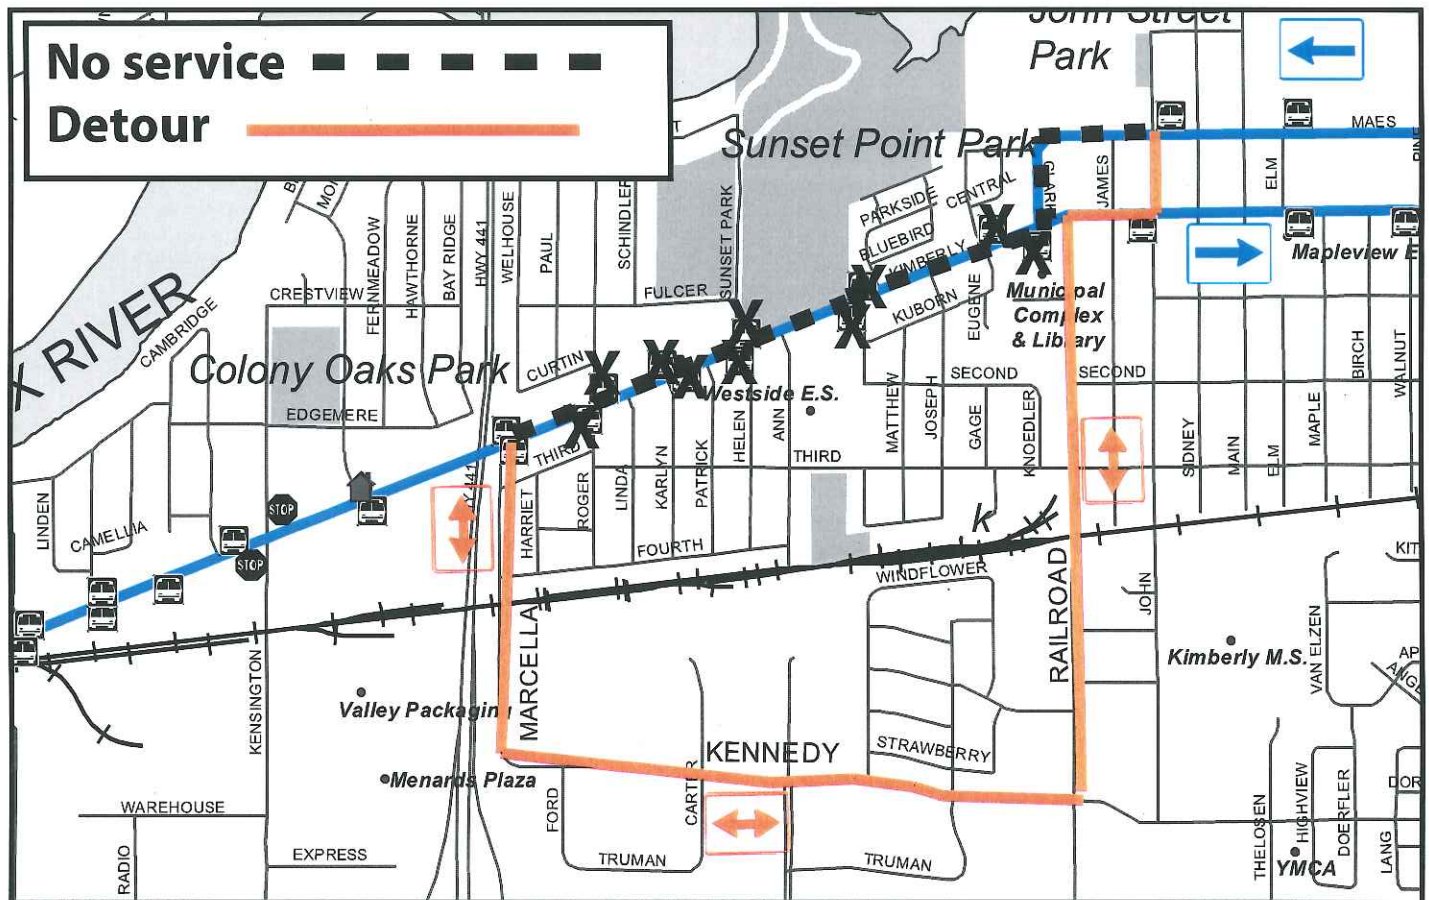 No service
Detour
John Street
Park
MAES
PINE
Sunset Point Park
CLARK
JAMES
ELM
PARKSIDE
CENTRAL
BLUEBIRD
KIMBERLY
SCHINDLER
SUNSET PARK
HWY 441
WELHOUSE
PAUL
BAY RIDGE
HAWTHORNE
FERNMEADOW
Mapleview E
X RIVER
CAMBRIDGE
CRESTVIEW
FULCER
KUBORN
EUGENE
Municipal
Complex
& Library
Colony Oaks Park
CURTIN
EDGEMERE
SECOND
SECOND
BIRCH
WALNUT
Westside E.S.
MATTHEW
JOSEPH
GAGE
KNOEDLER
MAPLE
ANN
HELEN
PATRICK
KARILYN
LINDA
ROGER
THIRD
THIRD
SIDNEY
MAIN
ELM
HARRIET
LINDEN
CAMELLIA
STOP
STOP
k
FOURTH
WINDFLOWER
KIT
JOHN
RAILROAD
MARCELLA
Kimberly M.S.
VAN ELZEN
AP
ANGE
KENSINGTON
Valley Packaging
STRAWBERRY
KENNEDY
Menards Plaza
WAREHOUSE
FORD
CARTER
THELOSEN
HIGHVIEW
DOERFLER
DOR
LANG
RADIO
EXPRESS
TRUMAN
TRUMAN
YMCA